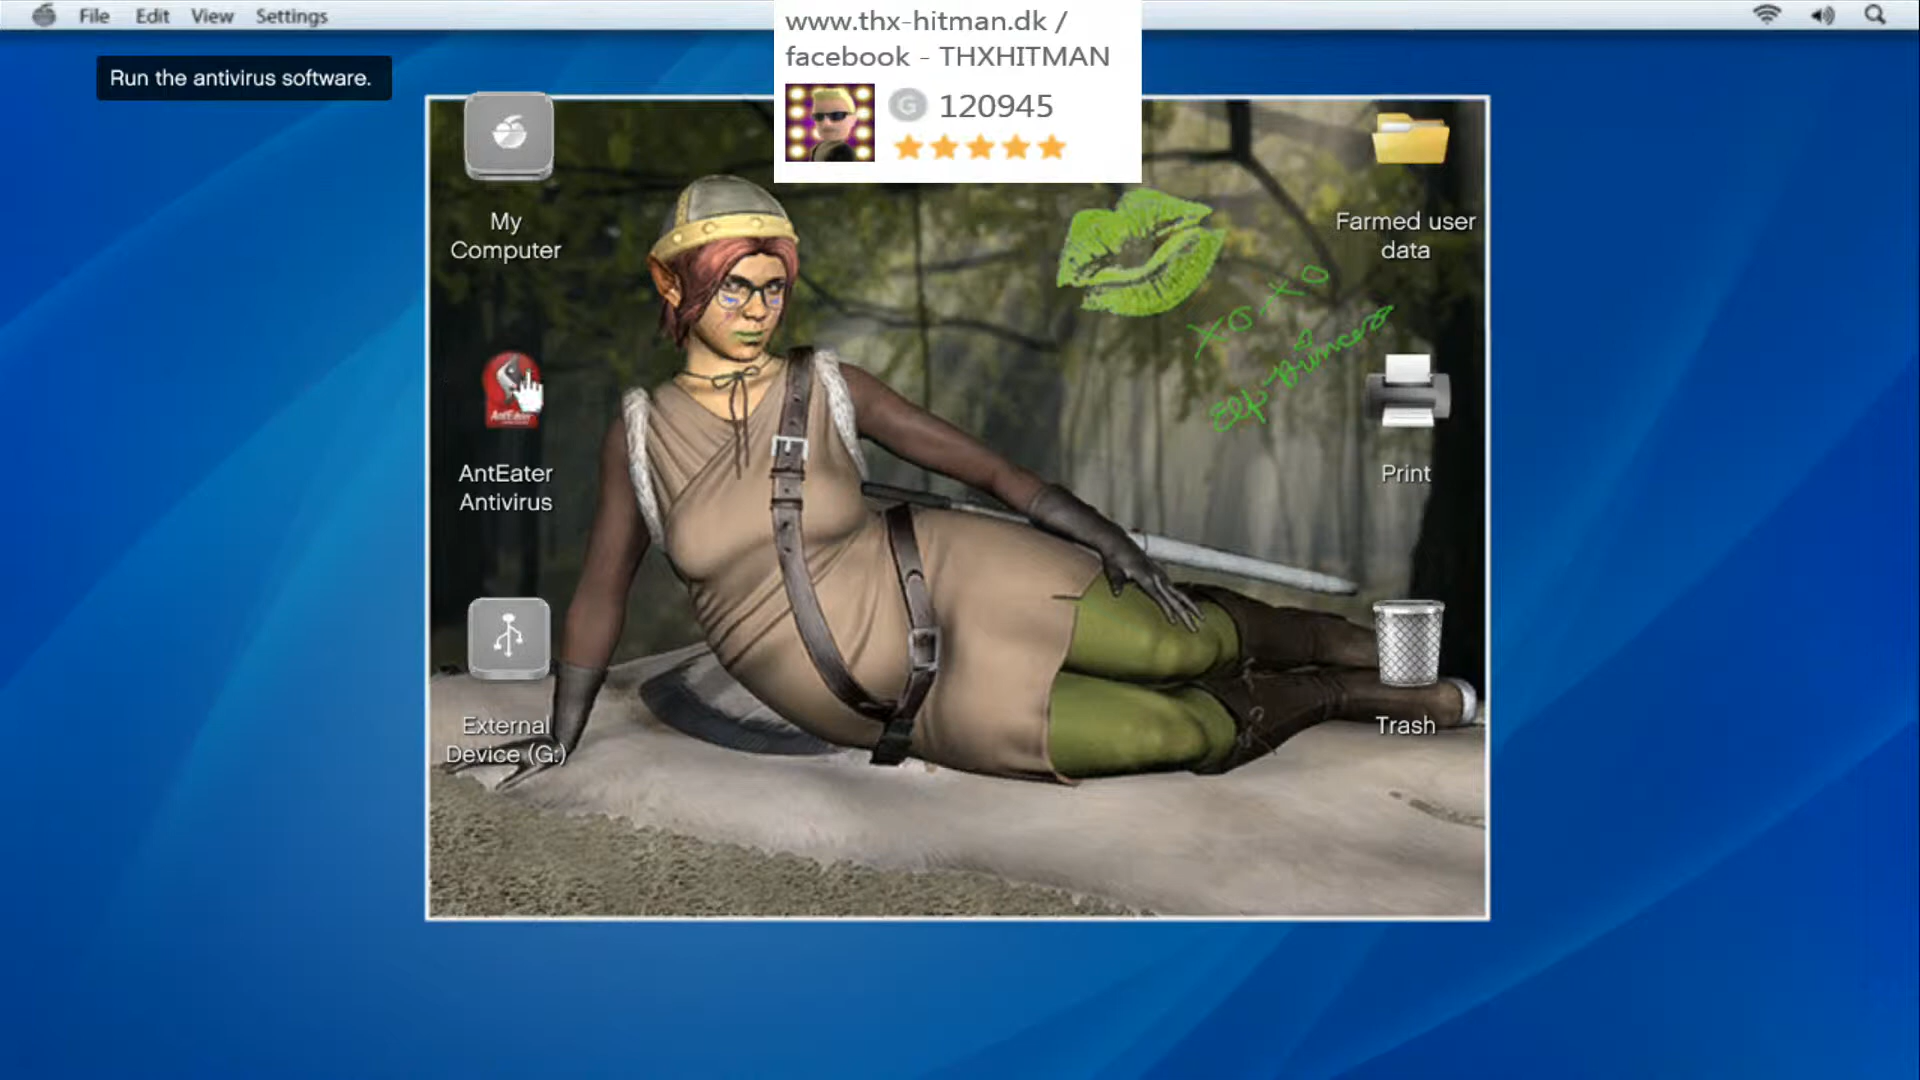 File Edit View Settings
www.thx-hitman.dk /
facebook - THXHITMAN
G 120945
Run the antivirus software.
My
Computer
Farmed user
data
XOXO
Elf Princess
AntEater
AntEater
Antivirus
Print
External
Device (G:)
Trash